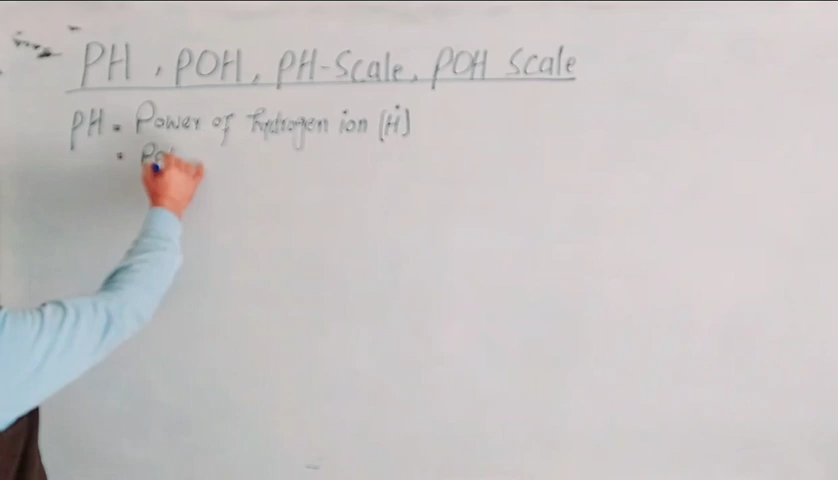 PH, POH, PH-Scale, POH Scale
PH = Power of hydrogen ion [H⁺]
=